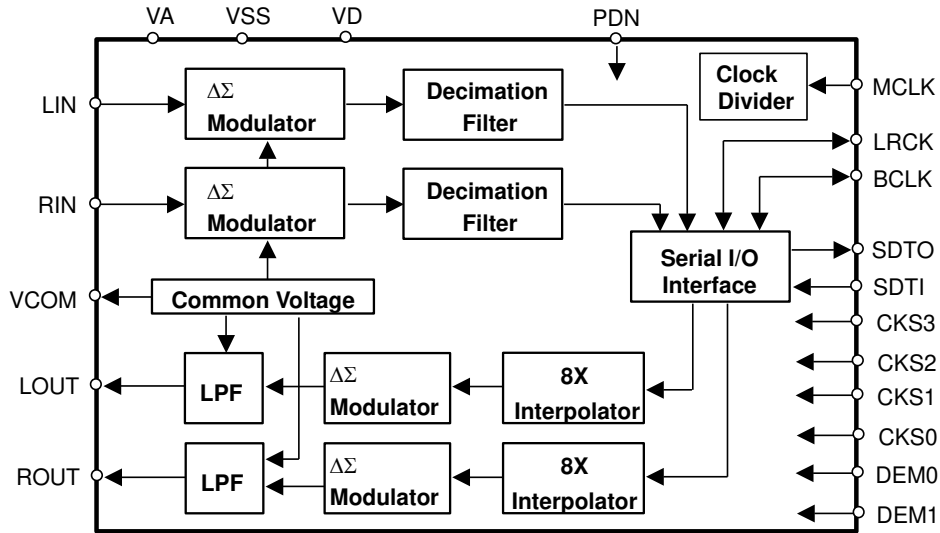 VA VSS VD PDN
LIN
ΔΣ
Modulator
Decimation
Filter
Clock
Divider
MCLK
LRCK
RIN
ΔΣ
Modulator
Decimation
Filter
BCLK
Serial I/O
Interface
SDTO
SDTI
VCOM
Common Voltage
CKS3
CKS2
LOUT
LPF
ΔΣ
Modulator
8X
Interpolator
CKS1
CKS0
ROUT
LPF
ΔΣ
Modulator
8X
Interpolator
DEM0
DEM1